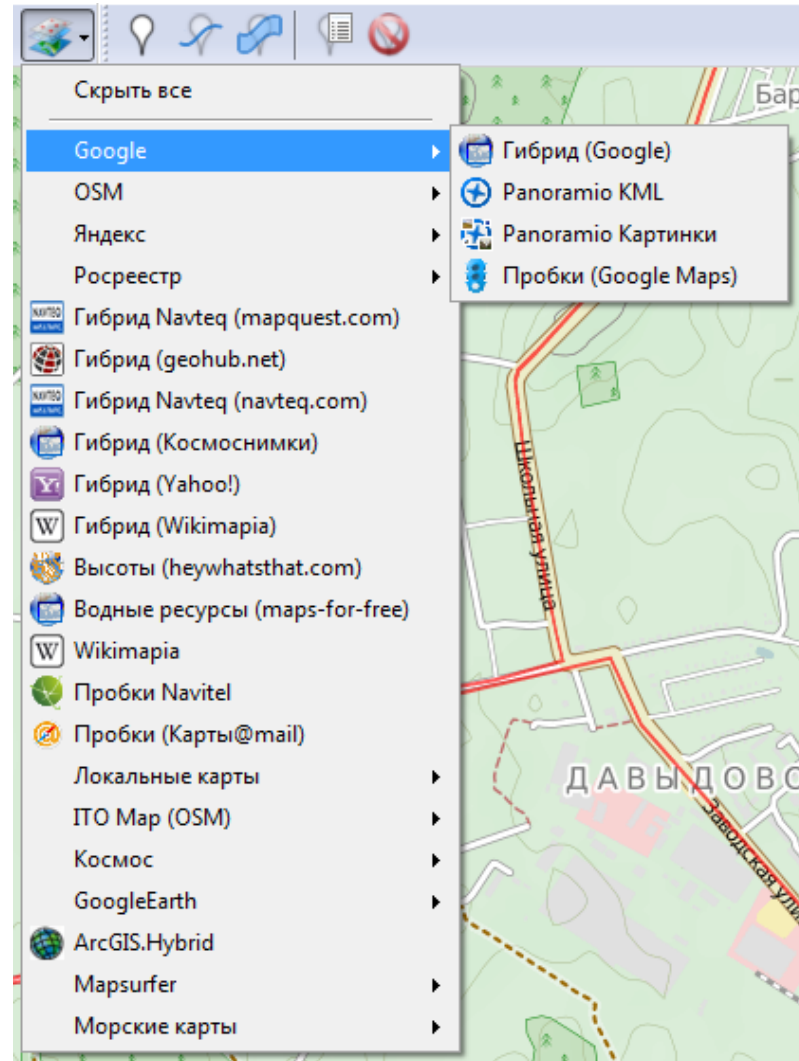 Скрыть все
Google
OSM
Яндекс
Росреестр
Гибрид Navteq (mapquest.com)
Гибрид (geohub.net)
Гибрид Navteq (navteq.com)
Гибрид (Космоснимки)
Гибрид (Yahoo!)
Гибрид (Wikimapia)
Высоты (heywhatsthat.com)
Водные ресурсы (maps-for-free)
Wikimapia
Пробки Navitel
Пробки (Карты@mail)
Локальные карты
ITO Map (OSM)
Космос
GoogleEarth
ArcGIS.Hybrid
Mapsurfer
Морские карты
Гибрид (Google)
Panoramio KML
Panoramio Картинки
Пробки (Google Maps)
Бар
Школьная улица
ДАВЫДОВО
Заводская ули